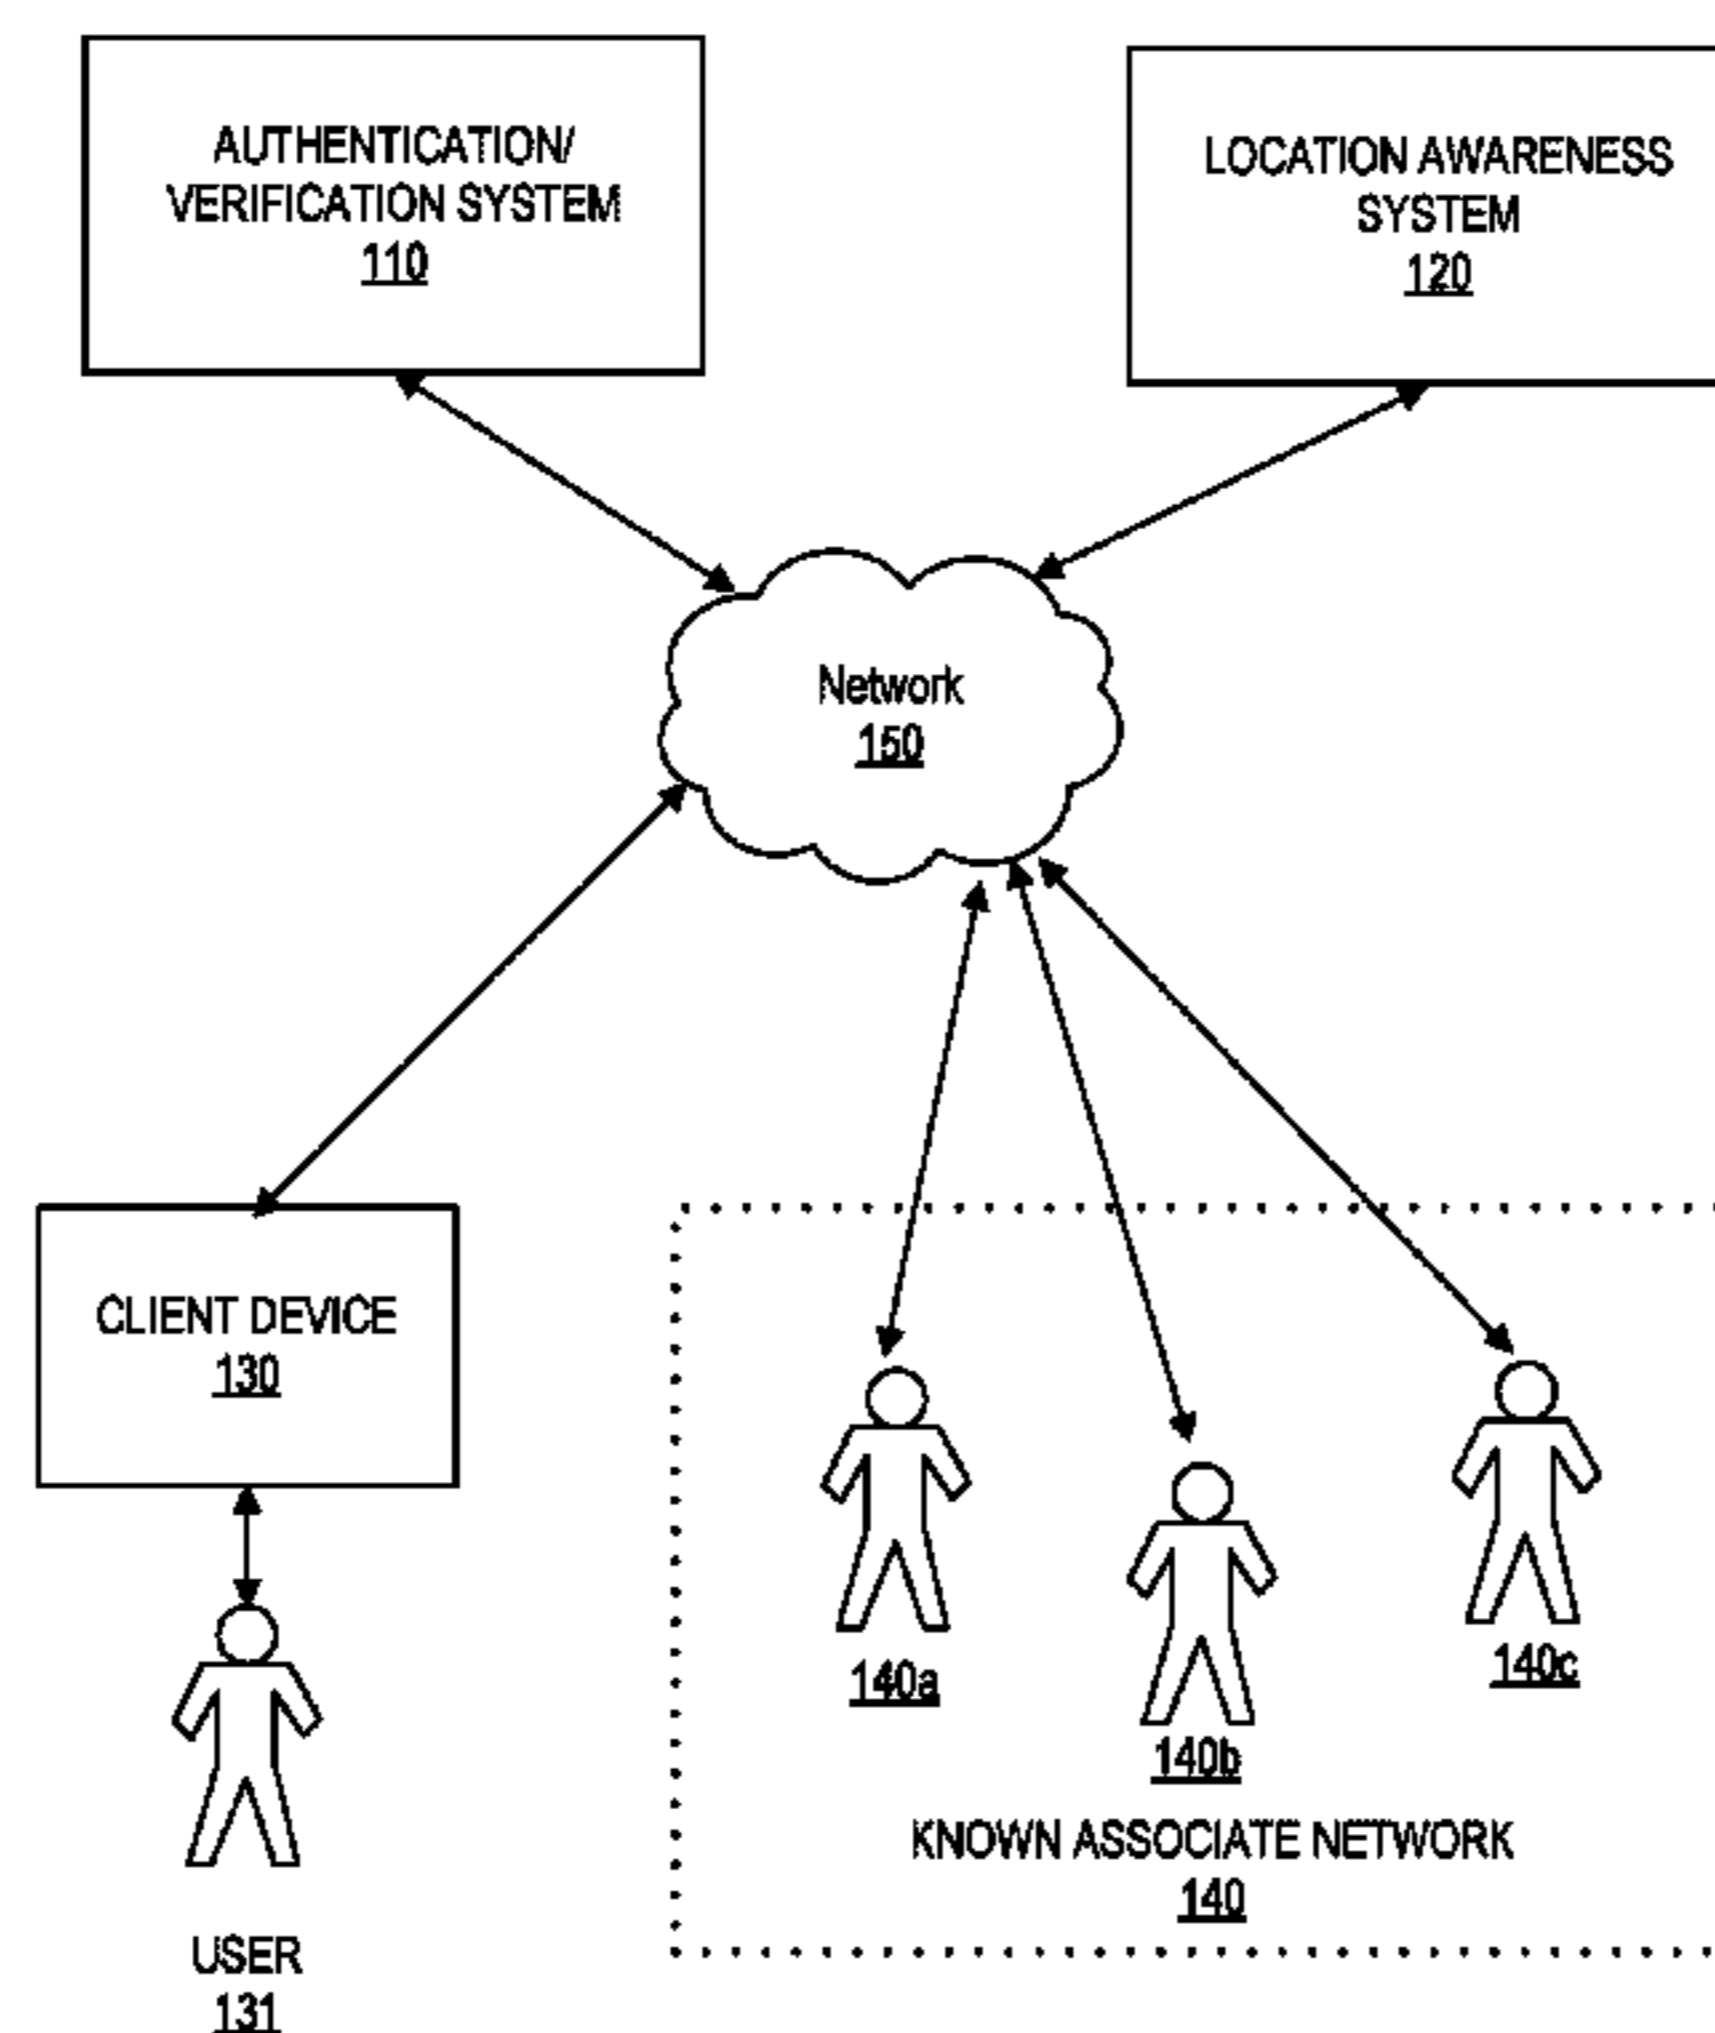 AUTHENTICATION/
VERIFICATION SYSTEM
110
LOCATION AWARENESS
SYSTEM
120
Network
150
CLIENT DEVICE
130
140a
140b
140c
KNOWN ASSOCIATE NETWORK
140
USER
131